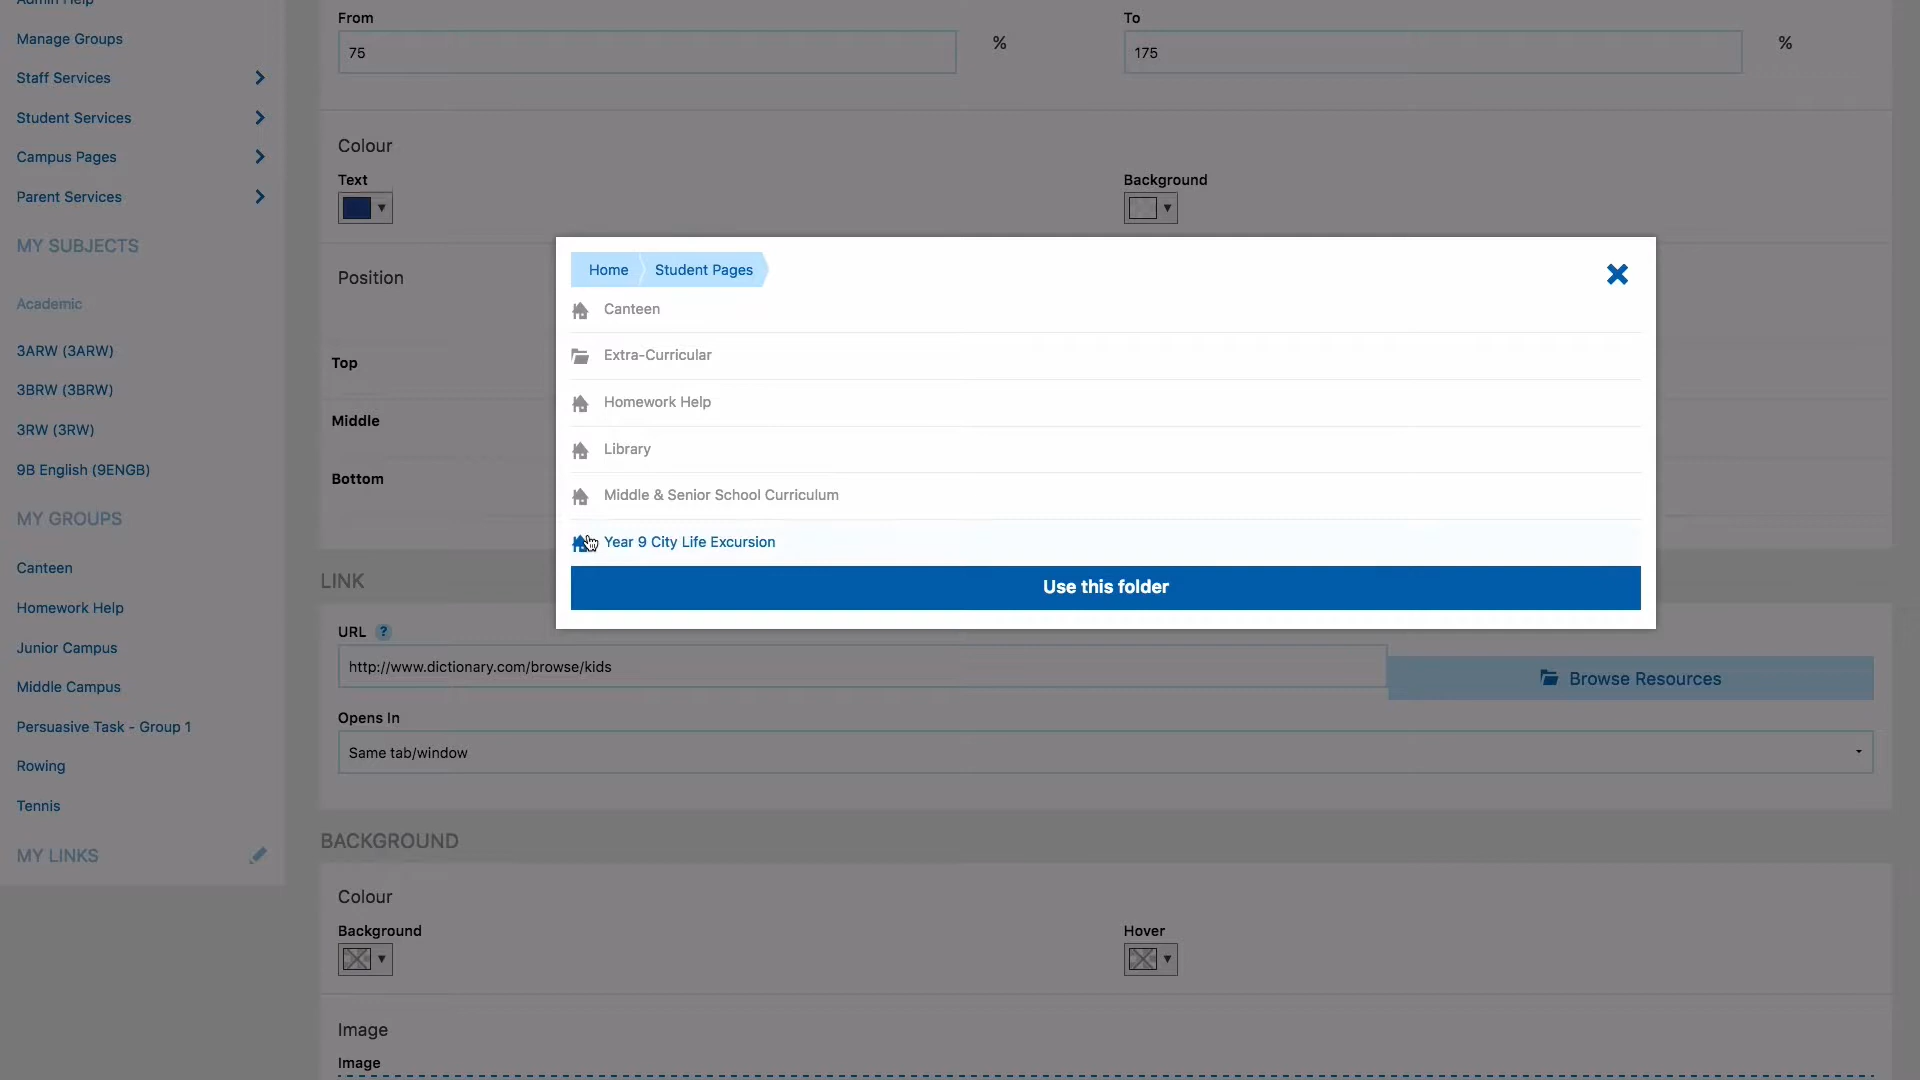 Admin Help
Manage Groups
Staff Services
Student Services
Campus Pages
Parent Services
MY SUBJECTS
Academic
3ARW (3ARW)
3BRW (3BRW)
3RW (3RW)
9B English (9ENGB)
MY GROUPS
Canteen
Homework Help
Junior Campus
Middle Campus
Persuasive Task - Group 1
Rowing
Tennis
MY LINKS
From
75
%
To
175
%
Colour
Text
Background
Position
Top
Middle
Bottom
Home
Student Pages
Canteen
Extra-Curricular
Homework Help
Library
Middle & Senior School Curriculum
Year 9 City Life Excursion
Use this folder
LINK
URL ?
http://www.dictionary.com/browse/kids
Browse Resources
Opens In
Same tab/window
BACKGROUND
Colour
Background
Hover
Image
Image